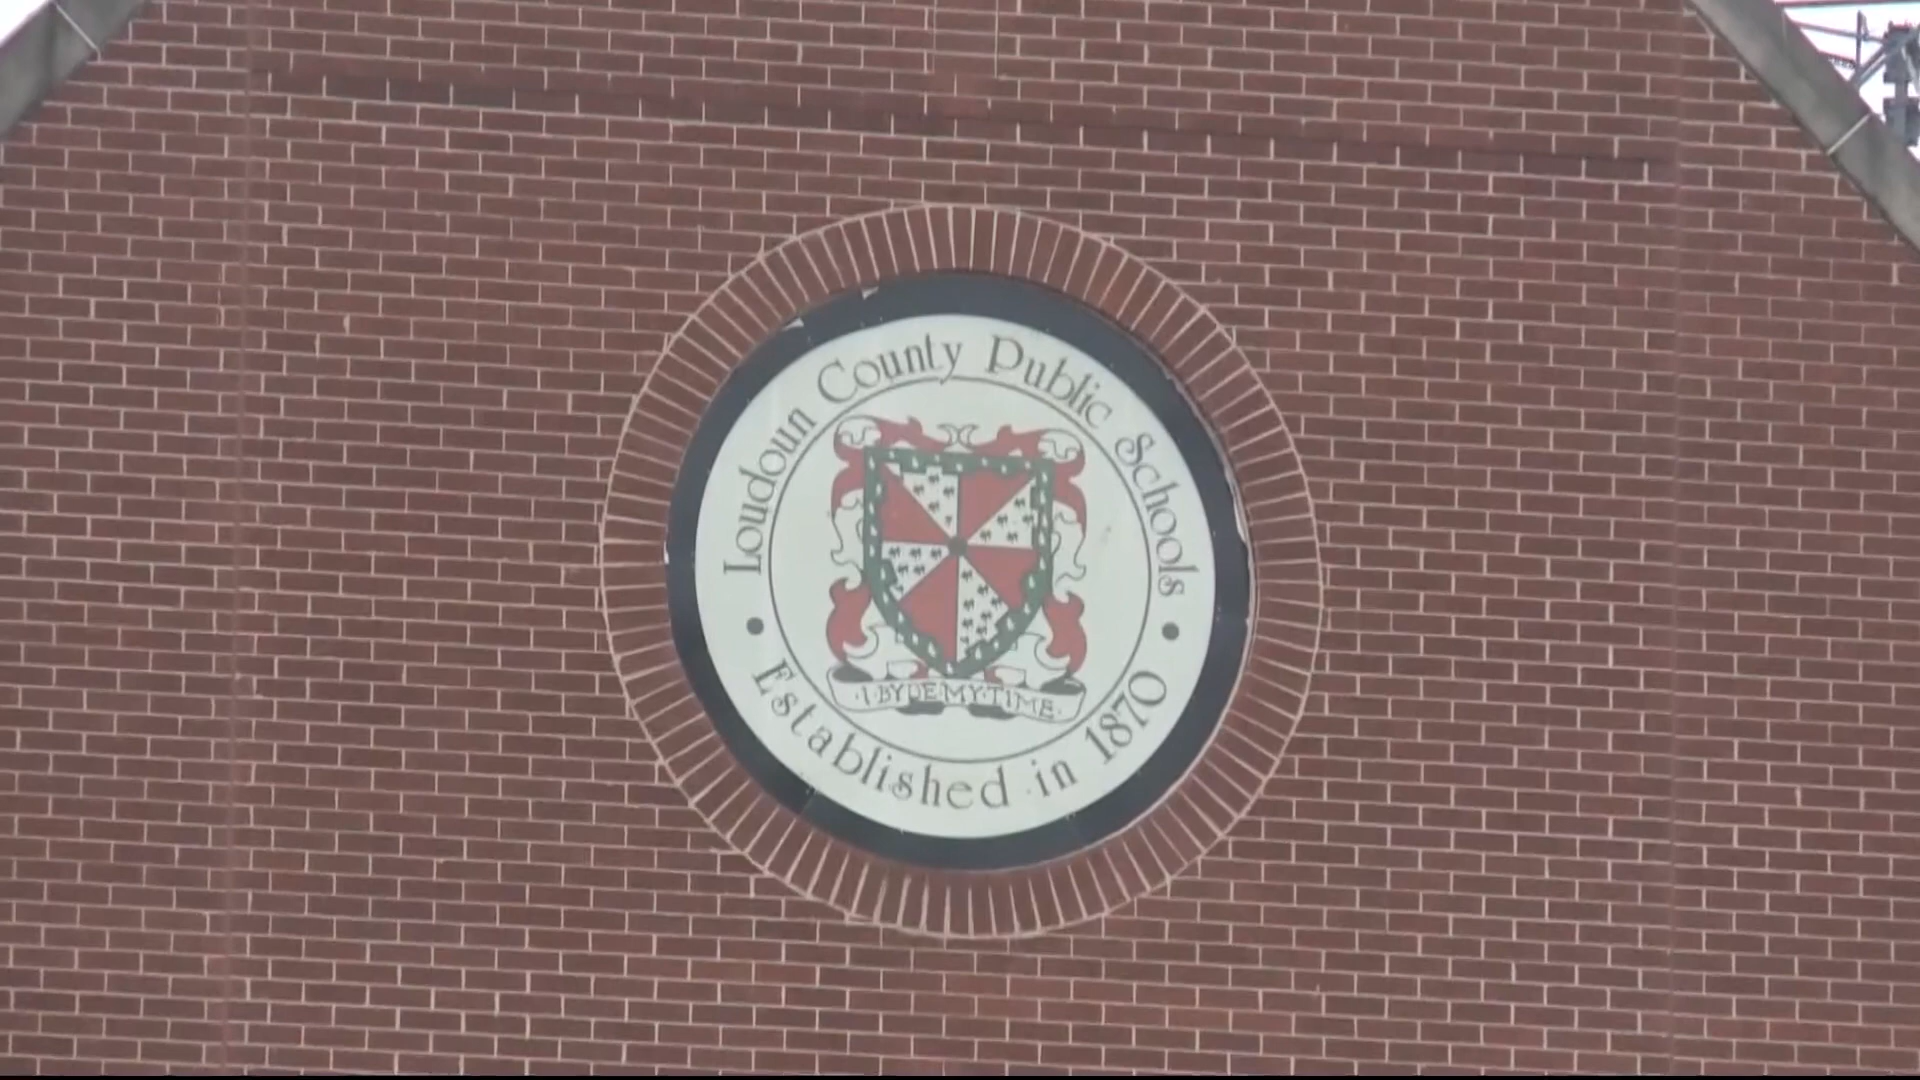 Loudoun County Public Schools
·I·BYDE·MY·TIME·
• Established in 1870 •